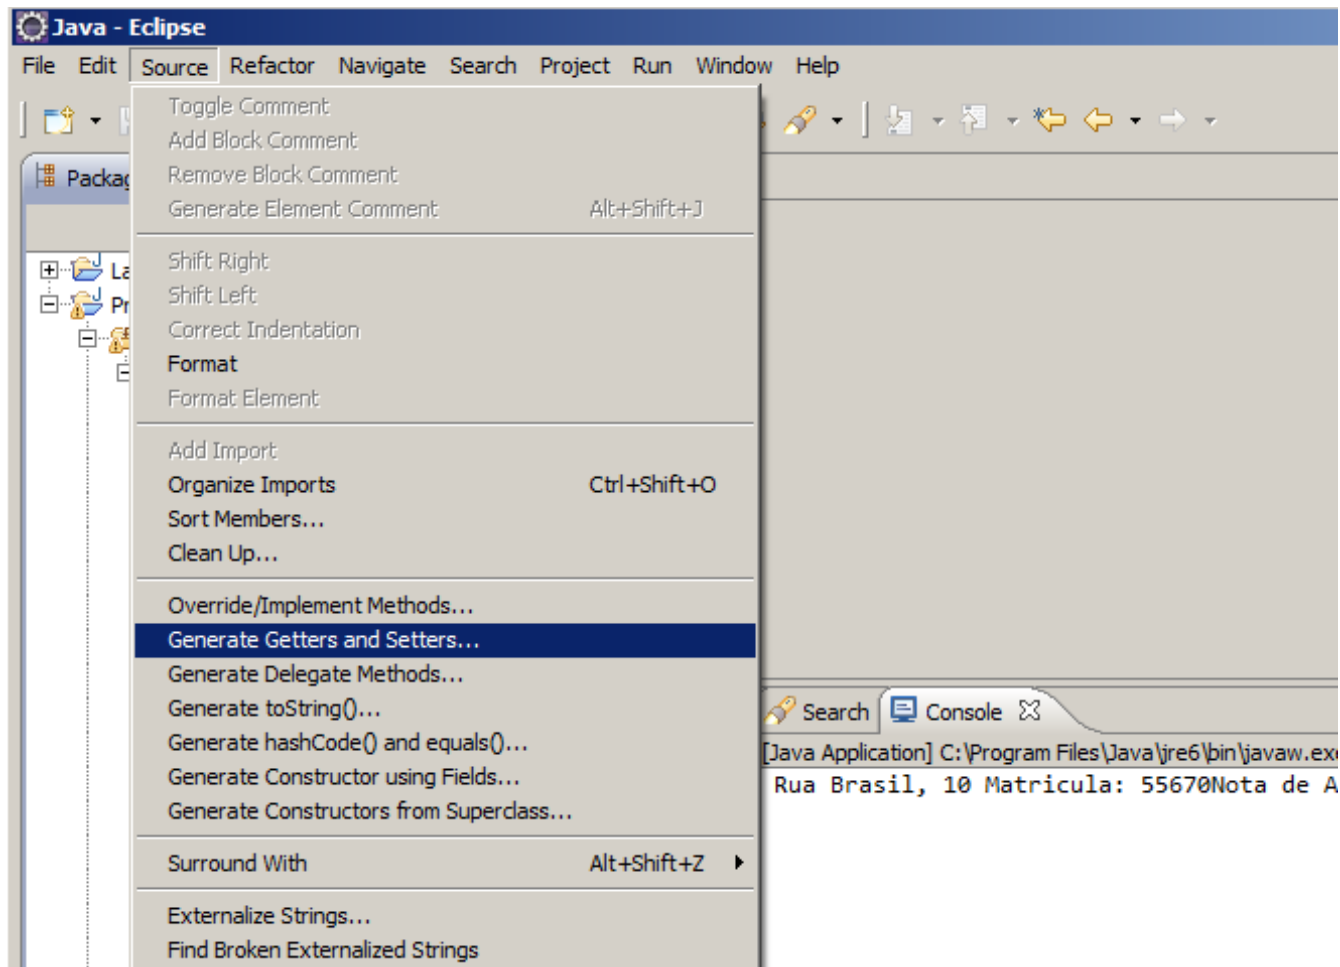 Java - Eclipse
File Edit Source Refactor Navigate Search Project Run Window Help
Toggle Comment
Add Block Comment
Remove Block Comment
Generate Element Comment Alt+Shift+J
Shift Right
Shift Left
Correct Indentation
Format
Format Element
Add Import
Organize Imports Ctrl+Shift+O
Sort Members...
Clean Up...
Override/Implement Methods...
Generate Getters and Setters...
Generate Delegate Methods...
Generate toString()...
Generate hashCode() and equals()...
Generate Constructor using Fields...
Generate Constructors from Superclass...
Surround With Alt+Shift+Z
Externalize Strings...
Find Broken Externalized Strings
Packag
La
Pr
Search Console
[Java Application] C:\Program Files\Java\jre6\bin\javaw.exe
Rua Brasil, 10 Matricula: 55670Nota de A